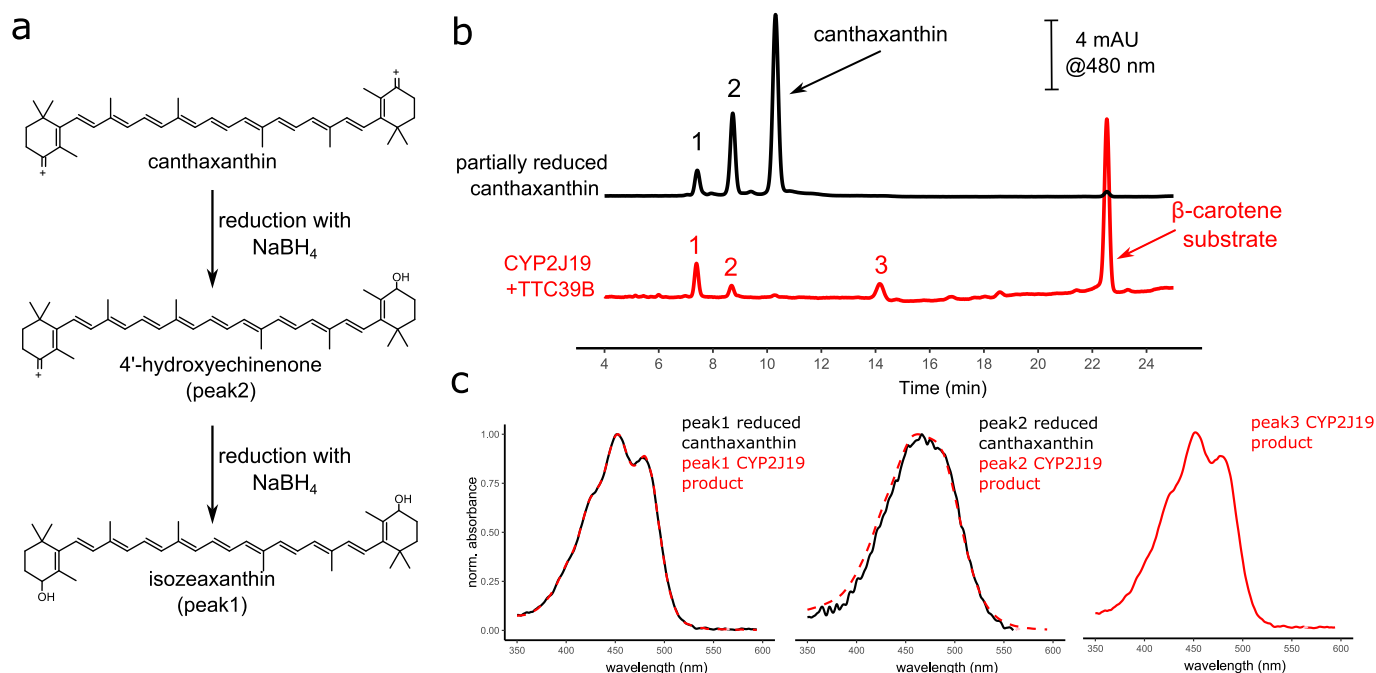 a
canthaxanthin
reduction with
NaBH4
OH
4'-hydroxyechinenone
(peak2)
reduction with
NaBH4
OH
isozeaxanthin
(peak1)
OH
b
canthaxanthin
4 mAU
@480 nm
1
2
partially reduced
canthaxanthin
β-carotene
substrate
CYP2J19
+TTC39B
1
2
3
4 6 8 10 12 14 16 18 20 22 24
Time (min)
c
peak1 reduced
canthaxanthin
peak1 CYP2J19
product
peak2 reduced
canthaxanthin
peak2 CYP2J19
product
peak3 CYP2J19
product
norm. absorbance
1.00
0.75
0.50
0.25
0.00
350 400 450 500 550 600
wavelength (nm)
350 400 450 500 550 600
wavelength (nm)
350 400 450 500 550 600
wavelength (nm)